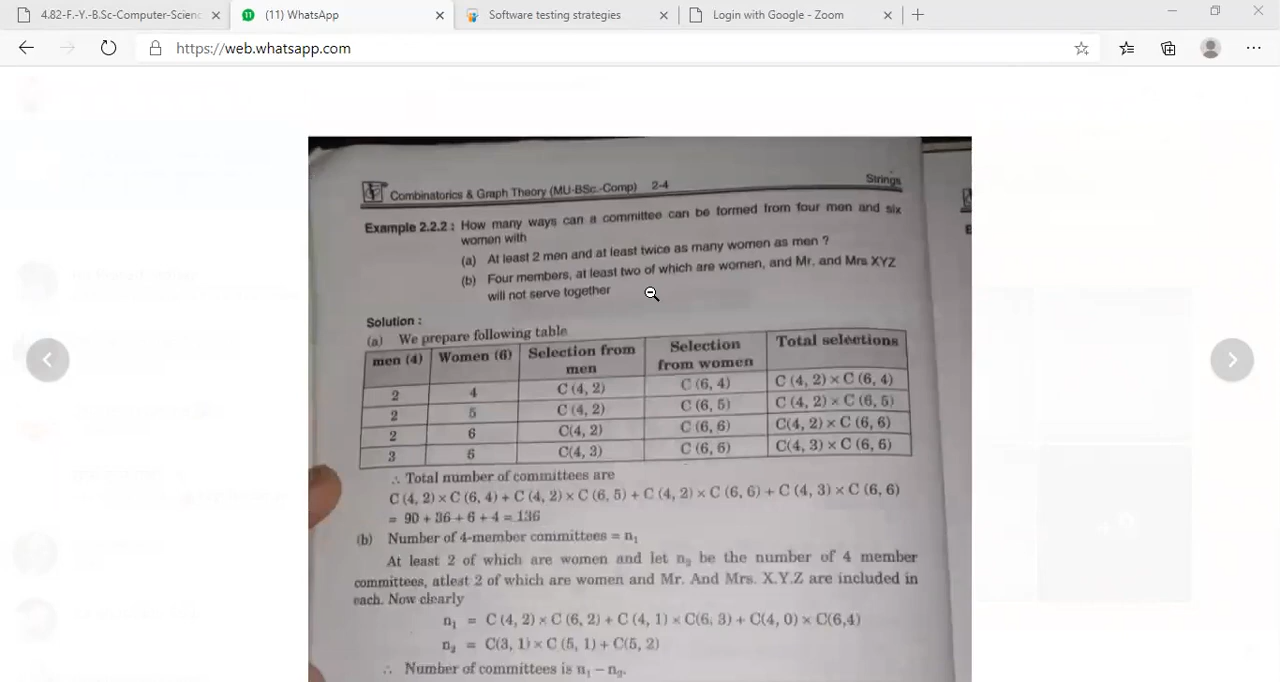 4.82-F.-Y.-B.Sc-Computer-Scienc
(11) WhatsApp
Software testing strategies
Login with Google - Zoom
https://web.whatsapp.com
Combinatorics & Graph Theory (MU-BSc.-Comp) 2-4 Strings
Example 2.2.2 : How many ways can a committee can be formed from four men and six
women with
(a) At least 2 men and at least twice as many women as men ?
(b) Four members, at least two of which are women, and Mr. and Mrs XYZ
will not serve together
Solution :
(a) We prepare following table
men (4) Women (6) Selection from men Selection from women Total selections
2 4 C (4, 2) C (6, 4) C (4, 2) × C (6, 4)
2 5 C (4, 2) C (6, 5) C (4, 2) × C (6, 5)
2 6 C(4, 2) C (6, 6) C(4, 2) × C (6, 6)
3 6 C(4, 3) C (6, 6) C(4, 3) × C (6, 6)
∴ Total number of committees are
C (4, 2) × C (6, 4) + C (4, 2) × C (6, 5) + C (4, 2) × C (6, 6) + C (4, 3) × C (6, 6)
= 90 + 36 + 6 + 4 = 136
(b) Number of 4-member committees = n₁
At least 2 of which are women and let n₂ be the number of 4 member
committees, atlest 2 of which are women and Mr. And Mrs. X.Y.Z are included in
each. Now clearly
n₁ = C (4, 2) × C (6, 2) + C (4, 1) × C(6, 3) + C(4, 0) × C(6,4)
n₂ = C(3, 1) × C (5, 1) + C(5, 2)
∴ Number of committees is n₁ – n₂.